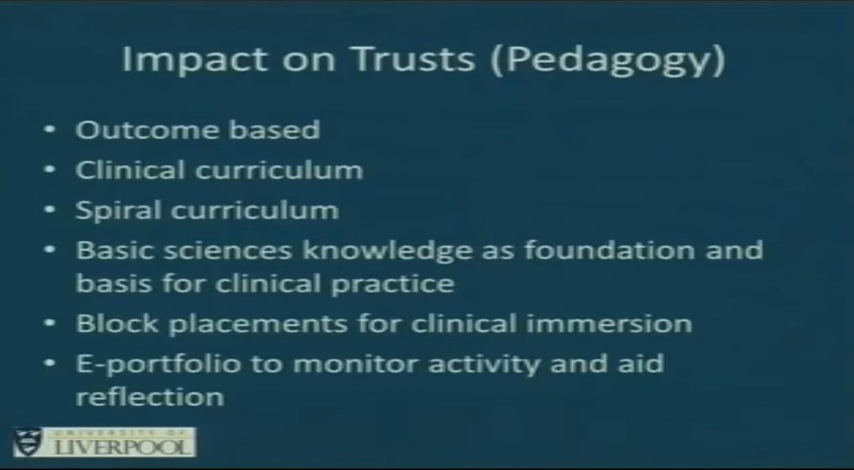 Impact on Trusts (Pedagogy)
• Outcome based
• Clinical curriculum
• Spiral curriculum
• Basic sciences knowledge as foundation and
basis for clinical practice
• Block placements for clinical immersion
• E-portfolio to monitor activity and aid
reflection
UNIVERSITY OF
LIVERPOOL